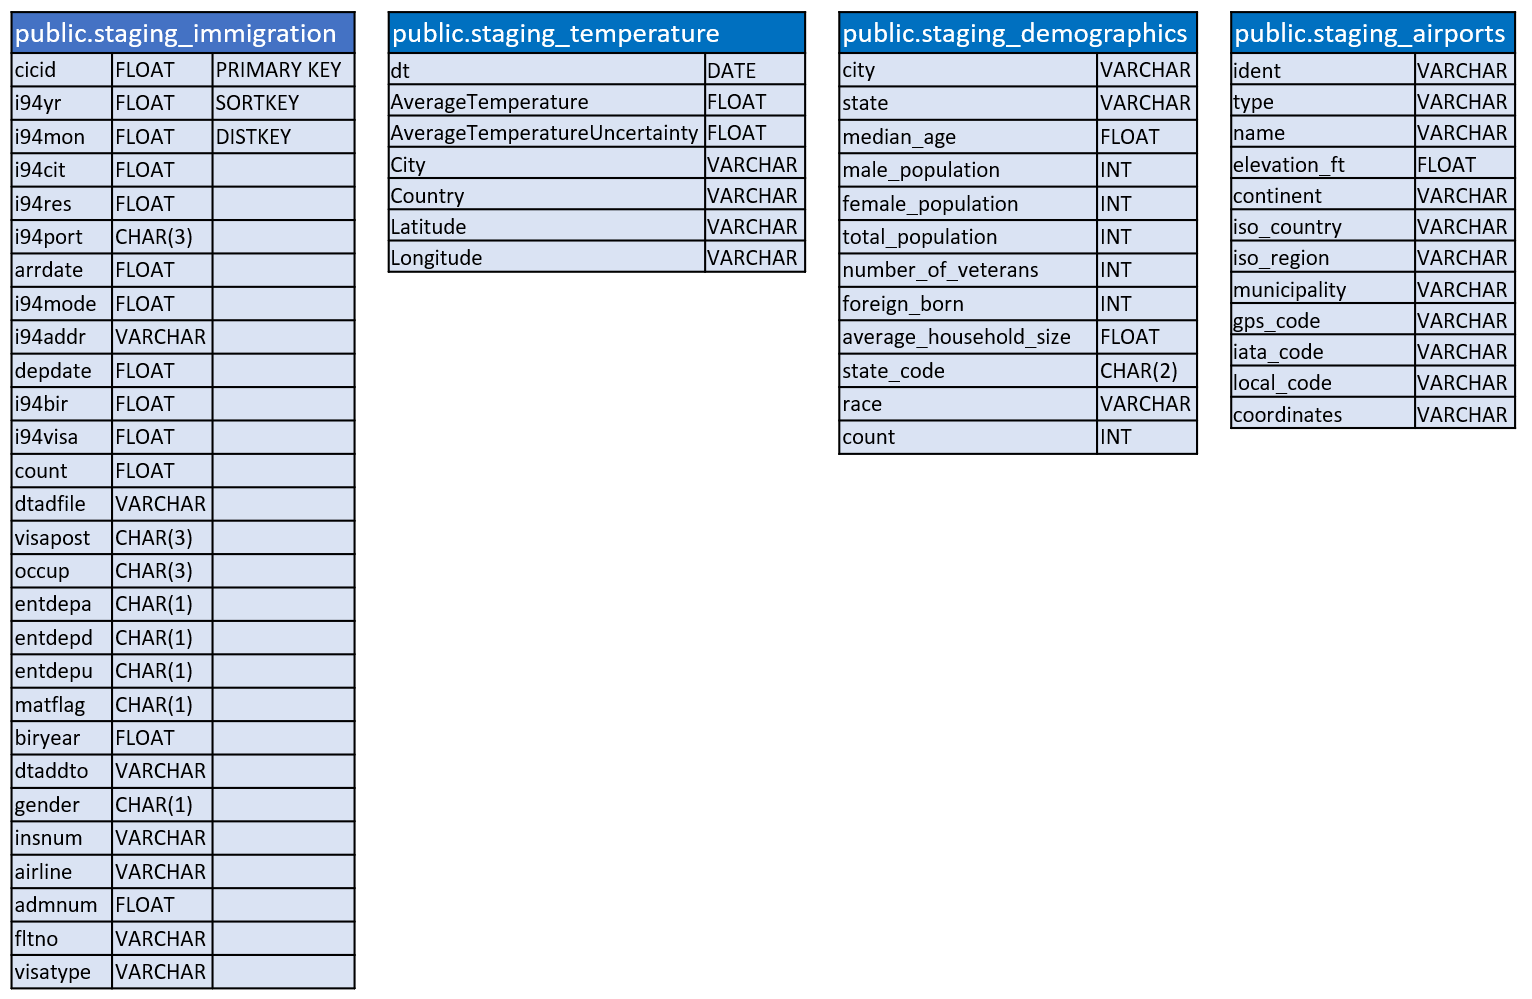 public.staging_immigration
cicid FLOAT PRIMARY KEY
i94yr FLOAT SORTKEY
i94mon FLOAT DISTKEY
i94cit FLOAT
i94res FLOAT
i94port CHAR(3)
arrdate FLOAT
i94mode FLOAT
i94addr VARCHAR
depdate FLOAT
i94bir FLOAT
i94visa FLOAT
count FLOAT
dtadfile VARCHAR
visapost CHAR(3)
occup CHAR(3)
entdepa CHAR(1)
entdepd CHAR(1)
entdepu CHAR(1)
matflag CHAR(1)
biryear FLOAT
dtaddto VARCHAR
gender CHAR(1)
insnum VARCHAR
airline VARCHAR
admnum FLOAT
fltno VARCHAR
visatype VARCHAR
public.staging_temperature
dt DATE
AverageTemperature FLOAT
AverageTemperatureUncertainty FLOAT
City VARCHAR
Country VARCHAR
Latitude VARCHAR
Longitude VARCHAR
public.staging_demographics
city VARCHAR
state VARCHAR
median_age FLOAT
male_population INT
female_population INT
total_population INT
number_of_veterans INT
foreign_born INT
average_household_size FLOAT
state_code CHAR(2)
race VARCHAR
count INT
public.staging_airports
ident VARCHAR
type VARCHAR
name VARCHAR
elevation_ft FLOAT
continent VARCHAR
iso_country VARCHAR
iso_region VARCHAR
municipality VARCHAR
gps_code VARCHAR
iata_code VARCHAR
local_code VARCHAR
coordinates VARCHAR